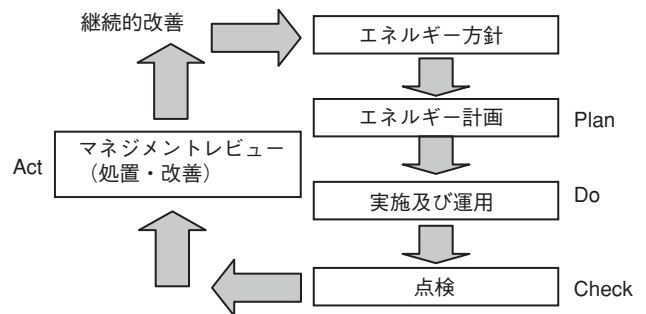 継続的改善
エネルギー方針
エネルギー計画
Plan
マネジメントレビュー
（処置・改善）
Act
実施及び運用
Do
点検
Check